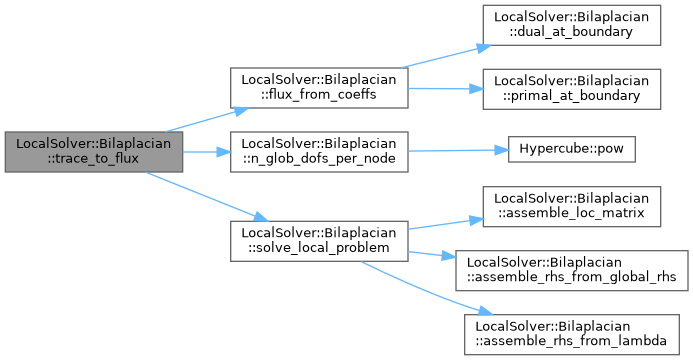 LocalSolver::Bilaplacian
::trace_to_flux
LocalSolver::Bilaplacian
::flux_from_coeffs
LocalSolver::Bilaplacian
::dual_at_boundary
LocalSolver::Bilaplacian
::primal_at_boundary
LocalSolver::Bilaplacian
::n_glob_dofs_per_node
Hypercube::pow
LocalSolver::Bilaplacian
::solve_local_problem
LocalSolver::Bilaplacian
::assemble_loc_matrix
LocalSolver::Bilaplacian
::assemble_rhs_from_global_rhs
LocalSolver::Bilaplacian
::assemble_rhs_from_lambda